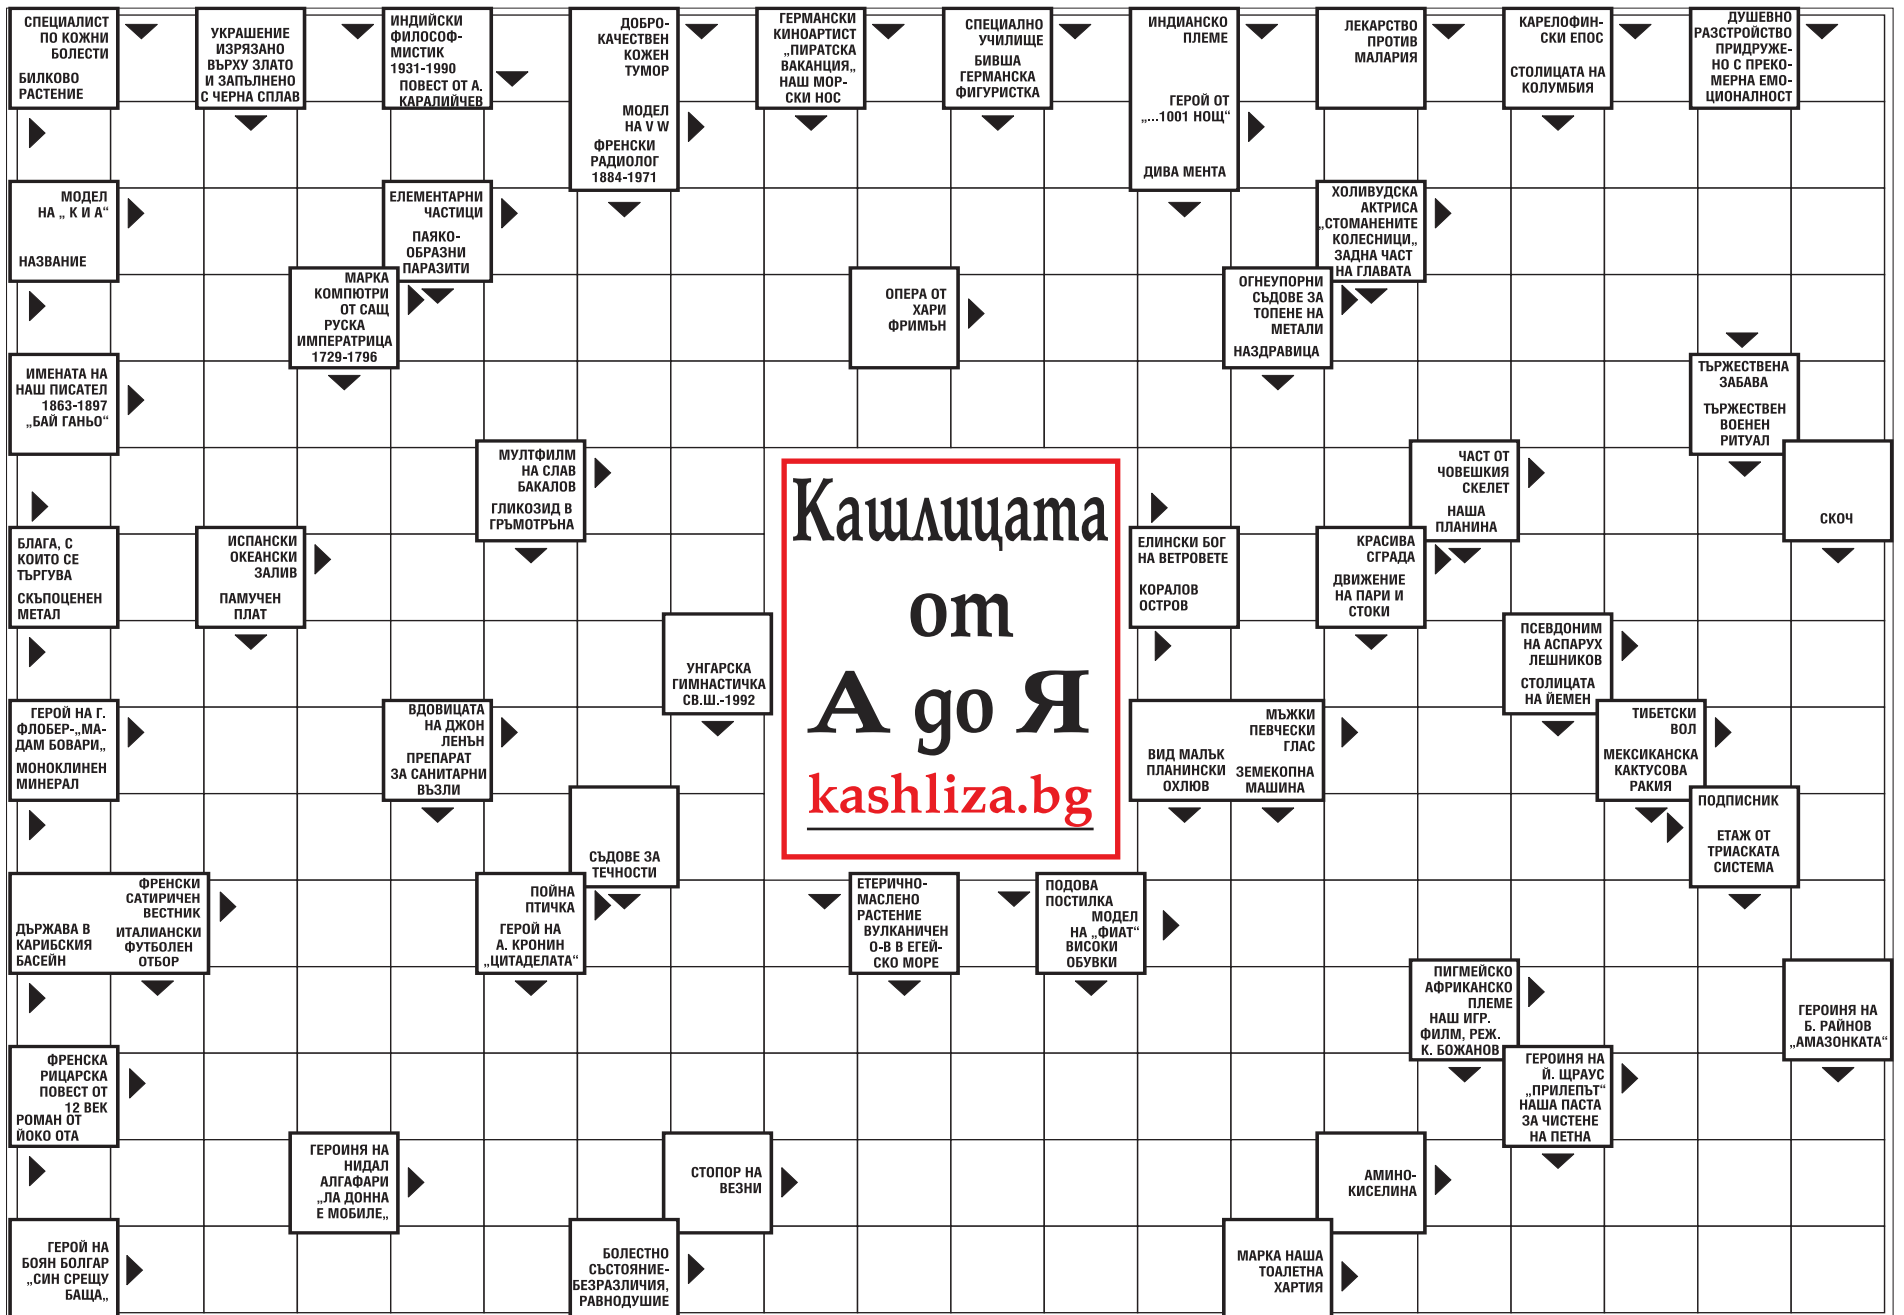 СПЕЦИАЛИСТ
ПО КОЖНИ
БОЛЕСТИ
БИЛКОВО
РАСТЕНИЕ
УКРАШЕНИЕ
ИЗРЯЗАНО
ВЪРХУ ЗЛАТО
И ЗАПЪЛНЕНО
С ЧЕРНА СПЛАВ
ИНДИЙСКИ
ФИЛОСОФ-
МИСТИК
1931-1990
ПОВЕСТ ОТ А.
КАРАЛИЙЧЕВ
ДОБРО-
КАЧЕСТВЕН
КОЖЕН
ТУМОР
МОДЕЛ
НА V W
ФРЕНСКИ
РАДИОЛОГ
1884-1971
ГЕРМАНСКИ
КИНОАРТИСТ
„ПИРАТСКА
ВАКАНЦИЯ„
НАШ МОР-
СКИ НОС
СПЕЦИАЛНО
УЧИЛИЩЕ
БИВША
ГЕРМАНСКА
ФИГУРИСТКА
ИНДИАНСКО
ПЛЕМЕ
ГЕРОЙ ОТ
„...1001 НОЩ“
ДИВА МЕНТА
ЛЕКАРСТВО
ПРОТИВ
МАЛАРИЯ
КАРЕЛОФИН-
СКИ ЕПОС
СТОЛИЦАТА НА
КОЛУМБИЯ
ДУШЕВНО
РАЗСТРОЙСТВО
ПРИДРУЖЕ-
НО С ПРЕКО-
МЕРНА ЕМО-
ЦИОНАЛНОСТ
МОДЕЛ
НА „ К И А“
НАЗВАНИЕ
ЕЛЕМЕНТАРНИ
ЧАСТИЦИ
ПАЯКО-
ОБРАЗНИ
ПАРАЗИТИ
ХОЛИВУДСКА
АКТРИСА
„СТОМАНЕНИТЕ
КОЛЕСНИЦИ„
ЗАДНА ЧАСТ
НА ГЛАВАТА
МАРКА
КОМПЮТРИ
ОТ САЩ
РУСКА
ИМПЕРАТРИЦА
1729-1796
ОПЕРА ОТ
ХАРИ
ФРИМЪН
ОГНЕУПОРНИ
СЪДОВЕ ЗА
ТОПЕНЕ НА
МЕТАЛИ
НАЗДРАВИЦА
ИМЕНАТА НА
НАШ ПИСАТЕЛ
1863-1897
„БАЙ ГАНЬО“
ТЪРЖЕСТВЕНА
ЗАБАВА
ТЪРЖЕСТВЕН
ВОЕНЕН
РИТУАЛ
МУЛТФИЛМ
НА СЛАВ
БАКАЛОВ
ГЛИКОЗИД В
ГРЪМОТРЪНА
Кашлицата
от
А до Я
kashliza.bg
ЧАСТ ОТ
ЧОВЕШКИЯ
СКЕЛЕТ
НАША
ПЛАНИНА
СКОЧ
БЛАГА, С
КОИТО СЕ
ТЪРГУВА
СКЪПОЦЕНЕН
МЕТАЛ
ИСПАНСКИ
ОКЕАНСКИ
ЗАЛИВ
ПАМУЧЕН
ПЛАТ
ЕЛИНСКИ БОГ
НА ВЕТРОВЕТЕ
КОРАЛОВ
ОСТРОВ
КРАСИВА
СГРАДА
ДВИЖЕНИЕ
НА ПАРИ И
СТОКИ
УНГАРСКА
ГИМНАСТИЧКА
СВ.Ш.-1992
ПСЕВДОНИМ
НА АСПАРУХ
ЛЕШНИКОВ
СТОЛИЦАТА
НА ЙЕМЕН
ГЕРОЙ НА Г.
ФЛОБЕР-„МА-
ДАМ БОВАРИ„
МОНОКЛИНЕН
МИНЕРАЛ
ВДОВИЦАТА
НА ДЖОН
ЛЕНЪН
ПРЕПАРАТ
ЗА САНИТАРНИ
ВЪЗЛИ
МЪЖКИ
ПЕВЧЕСКИ
ГЛАС
ВИД МАЛЪК
ПЛАНИНСКИ
ОХЛЮВ
ЗЕМЕКОПНА
МАШИНА
ТИБЕТСКИ
ВОЛ
МЕКСИКАНСКА
КАКТУСОВА
РАКИЯ
СЪДОВЕ ЗА
ТЕЧНОСТИ
ПОДПИСНИК
ЕТАЖ ОТ
ТРИАСКАТА
СИСТЕМА
ФРЕНСКИ
САТИРИЧЕН
ВЕСТНИК
ДЪРЖАВА В
КАРИБСКИЯ
БАСЕЙН
ИТАЛИАНСКИ
ФУТБОЛЕН
ОТБОР
ПОЙНА
ПТИЧКА
ГЕРОЙ НА
А. КРОНИН
„ЦИТАДЕЛАТА“
ЕТЕРИЧНО-
МАСЛЕНО
РАСТЕНИЕ
ВУЛКАНИЧЕН
О-В В ЕГЕЙ-
СКО МОРЕ
ПОДОВА
ПОСТИЛКА
МОДЕЛ
НА „ФИАТ“
ВИСОКИ
ОБУВКИ
ПИГМЕЙСКО
АФРИКАНСКО
ПЛЕМЕ
НАШ ИГР.
ФИЛМ, РЕЖ.
К. БОЖАНОВ
ГЕРОИНЯ НА
Б. РАЙНОВ
„АМАЗОНКАТА“
ФРЕНСКА
РИЦАРСКА
ПОВЕСТ ОТ
12 ВЕК
РОМАН ОТ
ЙОКО ОТА
ГЕРОИНЯ НА
Й. ЩРАУС
„ПРИЛЕПЪТ“
НАША ПАСТА
ЗА ЧИСТЕНЕ
НА ПЕТНА
ГЕРОИНЯ НА
НИДАЛ
АЛГАФАРИ
„ЛА ДОННА
Е МОБИЛЕ„
СТОПОР НА
ВЕЗНИ
АМИНО-
КИСЕЛИНА
ГЕРОЙ НА
БОЯН БОЛГАР
„СИН СРЕЩУ
БАЩА„
БОЛЕСТНО
СЪСТОЯНИЕ-
БЕЗРАЗЛИЧИЯ,
РАВНОДУШИЕ
МАРКА НАША
ТОАЛЕТНА
ХАРТИЯ